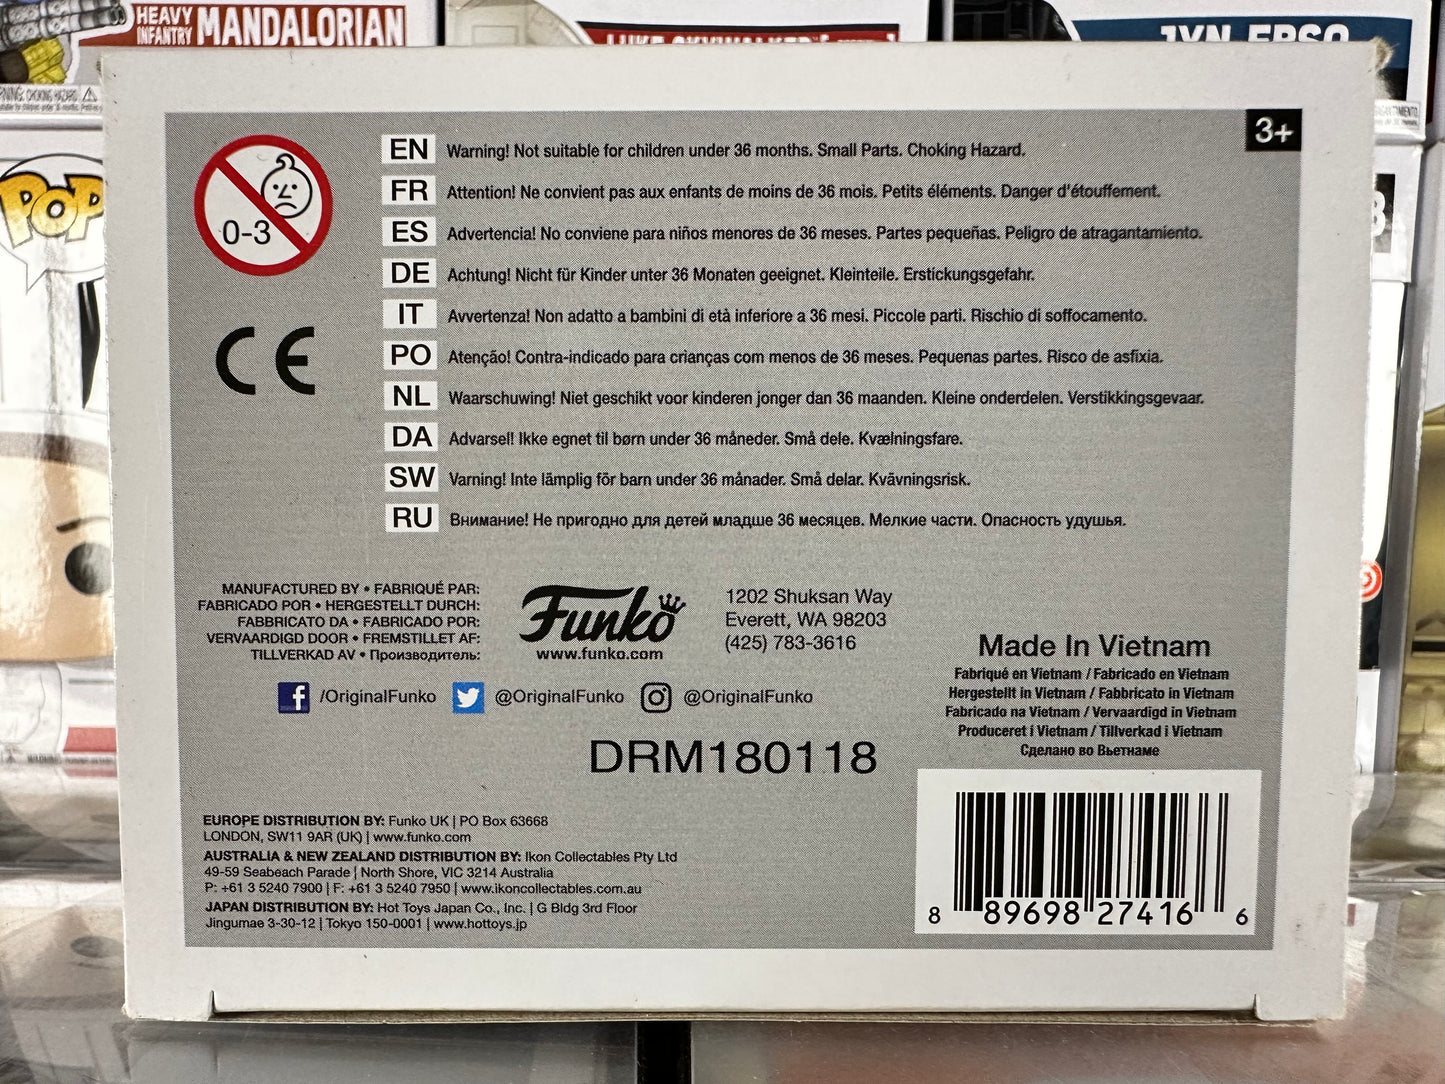 HEAVY
INFANTRY MANDALORIAN
LUKE SKYWALKER
JYN ERSO
POP
3+
0-3
CE
EN Warning! Not suitable for children under 36 months. Small Parts. Choking Hazard.
FR Attention! Ne convient pas aux enfants de moins de 36 mois. Petits éléments. Danger d'étouffement.
ES Advertencia! No conviene para niños menores de 36 meses. Partes pequeñas. Peligro de atragantamiento.
DE Achtung! Nicht für Kinder unter 36 Monaten geeignet. Kleinteile. Erstickungsgefahr.
IT Avvertenza! Non adatto a bambini di età inferiore a 36 mesi. Piccole parti. Rischio di soffocamento.
PO Atenção! Contra-indicado para crianças com menos de 36 meses. Pequenas partes. Risco de asfixia.
NL Waarschuwing! Niet geschikt voor kinderen jonger dan 36 maanden. Kleine onderdelen. Verstikkingsgevaar.
DA Advarsel! Ikke egnet til børn under 36 måneder. Små dele. Kvælningsfare.
SW Varning! Inte lämplig för barn under 36 månader. Små delar. Kvävningsrisk.
RU Внимание! Не пригодно для детей младше 36 месяцев. Мелкие части. Опасность удушья.
MANUFACTURED BY • FABRIQUÉ PAR:
FABRICADO POR • HERGESTELLT DURCH:
FABBRICATO DA • FABRICADO POR:
VERVAARDIGD DOOR • FREMSTILLET AF:
TILLVERKAD AV • Производитель:
Funko
www.funko.com
1202 Shuksan Way
Everett, WA 98203
(425) 783-3616
/OriginalFunko @OriginalFunko @OriginalFunko
Made In Vietnam
Fabriqué en Vietnam / Fabricado en Vietnam
Hergestellt in Vietnam / Fabbricato in Vietnam
Fabricado na Vietnam / Vervaardigd in Vietnam
Produceret i Vietnam / Tillverkad i Vietnam
Сделано во Вьетнаме
DRM180118
EUROPE DISTRIBUTION BY: Funko UK | PO Box 63668
LONDON, SW11 9AR (UK) | www.funko.com
AUSTRALIA & NEW ZEALAND DISTRIBUTION BY: Ikon Collectables Pty Ltd
49-59 Seabeach Parade | North Shore, VIC 3214 Australia
P: +61 3 5240 7900 | F: +61 3 5240 7950 | www.ikoncollectables.com.au
JAPAN DISTRIBUTION BY: Hot Toys Japan Co., Inc. | G Bldg 3rd Floor
Jingumae 3-30-12 | Tokyo 150-0001 | www.hottoys.jp
8 89698 27416 6